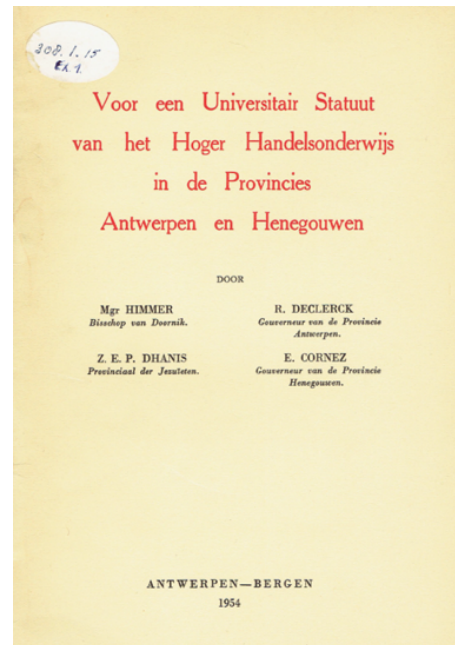 308.1.15
Ex.1.
Voor een Universitair Statuut
van het Hoger Handelsonderwijs
in de Provincies
Antwerpen en Henegouwen
DOOR
Mgr HIMMER
Bisschop van Doornik.
R. DECLERCK
Gouverneur van de Provincie
Antwerpen.
Z. E. P. DHANIS
Provinciaal der Jezuïeten.
E. CORNEZ
Gouverneur van de Provincie
Henegouwen.
ANTWERPEN—BERGEN
1954